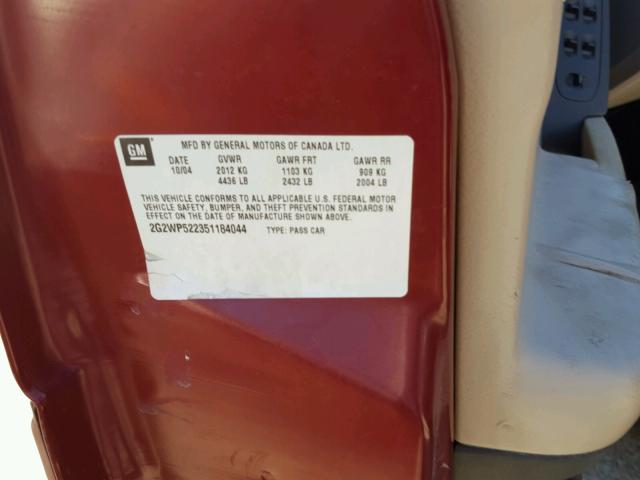 GM
MFD BY GENERAL MOTORS OF CANADA LTD.
DATE GVWR GAWR FRT GAWR RR
10/04 2012 KG 1103 KG 909 KG
4436 LB 2432 LB 2004 LB
THIS VEHICLE CONFORMS TO ALL APPLICABLE U.S. FEDERAL MOTOR
VEHICLE SAFETY, BUMPER, AND THEFT PREVENTION STANDARDS IN
EFFECT ON THE DATE OF MANUFACTURE SHOWN ABOVE.
2G2WP522351184044 TYPE: PASS CAR